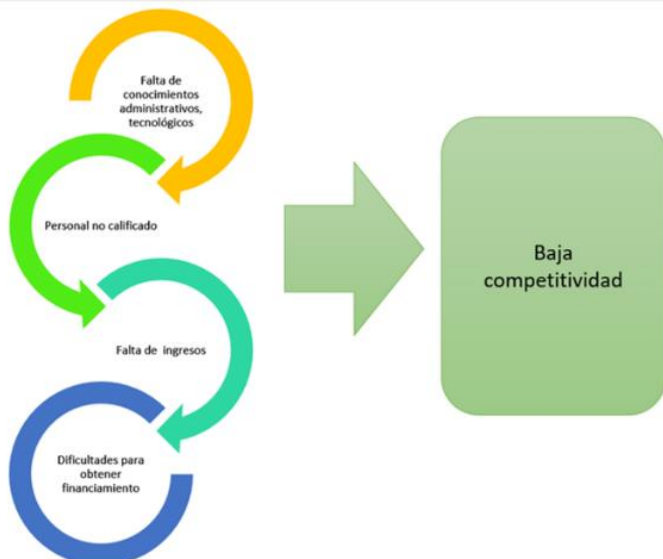 Falta de
conocimientos
administrativos,
tecnológicos
Personal no calificado
Falta de ingresos
Dificultades para
obtener
financiamiento
Baja
competitividad